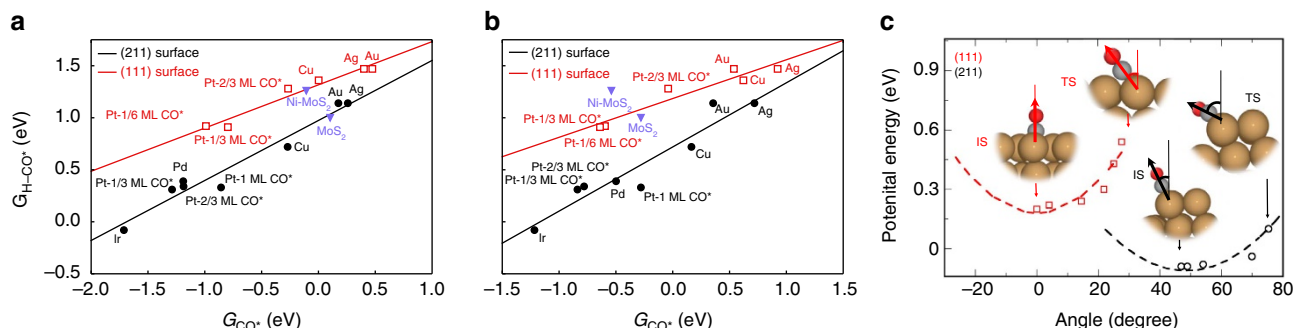 a
(211) surface
(111) surface
Ag Au
Cu
Pt-2/3 ML CO*
Au Ag
Ni-MoS2
MoS2
Pt-1/6 ML CO*
Pt-1/3 ML CO*
Cu
Pd
Pt-1/3 ML CO*
Pt-1 ML CO*
Pt-2/3 ML CO*
Ir
1.5
1.0
0.5
0.0
–0.5
GH–CO* (eV)
–2.0 –1.5 –1.0 –0.5 0.0 0.5 1.0
GCO* (eV)
b
(211) surface
(111) surface
Au
Cu
Ag
Pt-2/3 ML CO*
Ni-MoS2
Au
Ag
Pt-1/3 ML CO*
MoS2
Pt-1/6 ML CO*
Cu
Pt-2/3 ML CO*
Pt-1/3 ML CO*
Pd
Pt-1 ML CO*
Ir
–1.5 –1.0 –0.5 0.0 0.5 1.0 1.5
GCO* (eV)
c
(111)
(211)
TS
TS
IS
IS
0.9
0.6
0.3
0
Potenital energy (eV)
–20 0 20 40 60 80
Angle (degree)